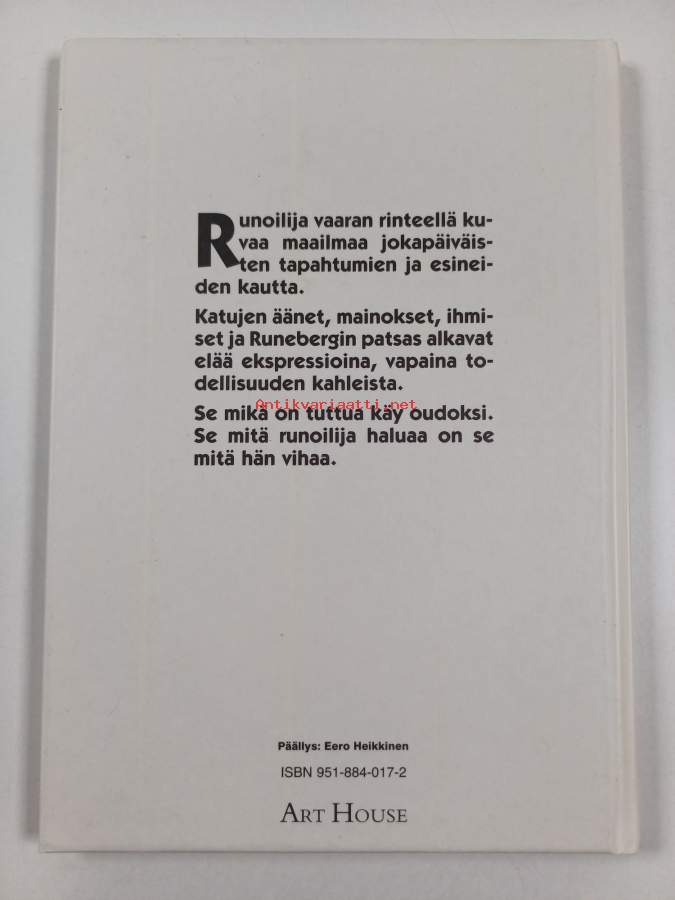 Runoilija vaaran rinteellä ku-
vaa maailmaa jokapäiväis-
ten tapahtumien ja esinei-
den kautta.
Katujen äänet, mainokset, ihmi-
set ja Runebergin patsas alkavat
elää ekspressioina, vapaina to-
dellisuuden kahleista.
Antikvariaatti.net
Se mikä on tuttua käy oudoksi.
Se mitä runoilija haluaa on se
mitä hän vihaa.
Päällys: Eero Heikkinen
ISBN 951-884-017-2
ART HOUSE